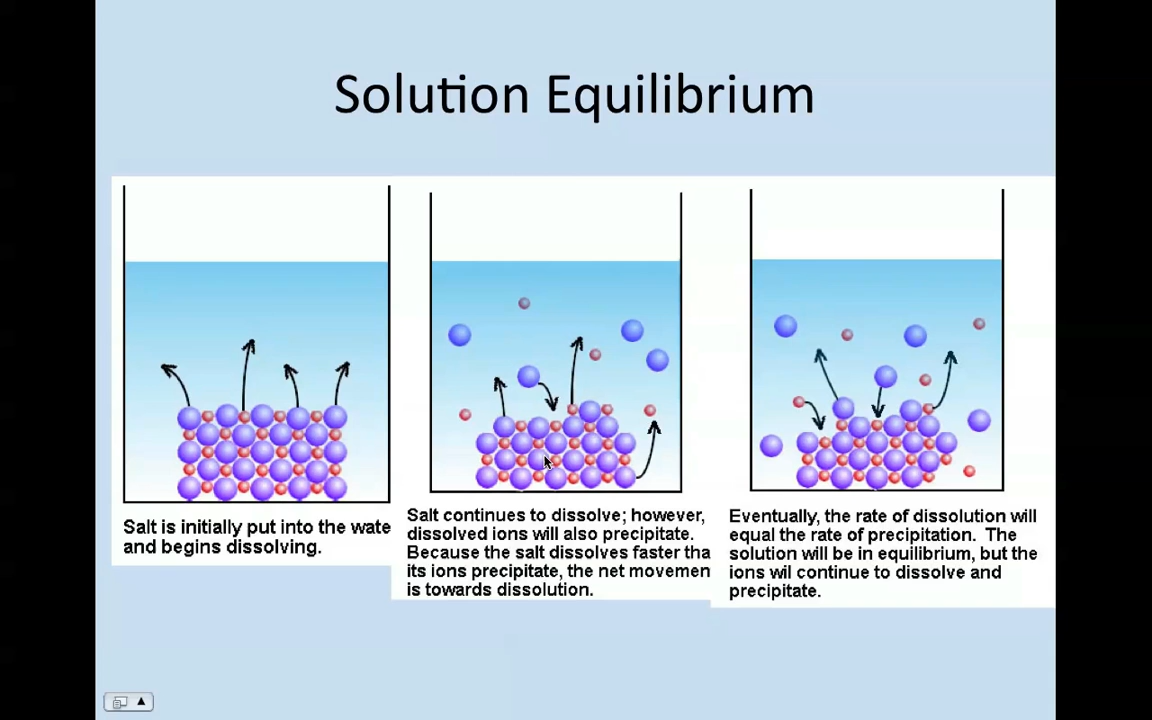 Solution Equilibrium
Salt is initially put into the wate
and begins dissolving.
Salt continues to dissolve; however,
dissolved ions will also precipitate.
Because the salt dissolves faster tha
its ions precipitate, the net movemen
is towards dissolution.
Eventually, the rate of dissolution will
equal the rate of precipitation. The
solution will be in equilibrium, but the
ions wil continue to dissolve and
precipitate.